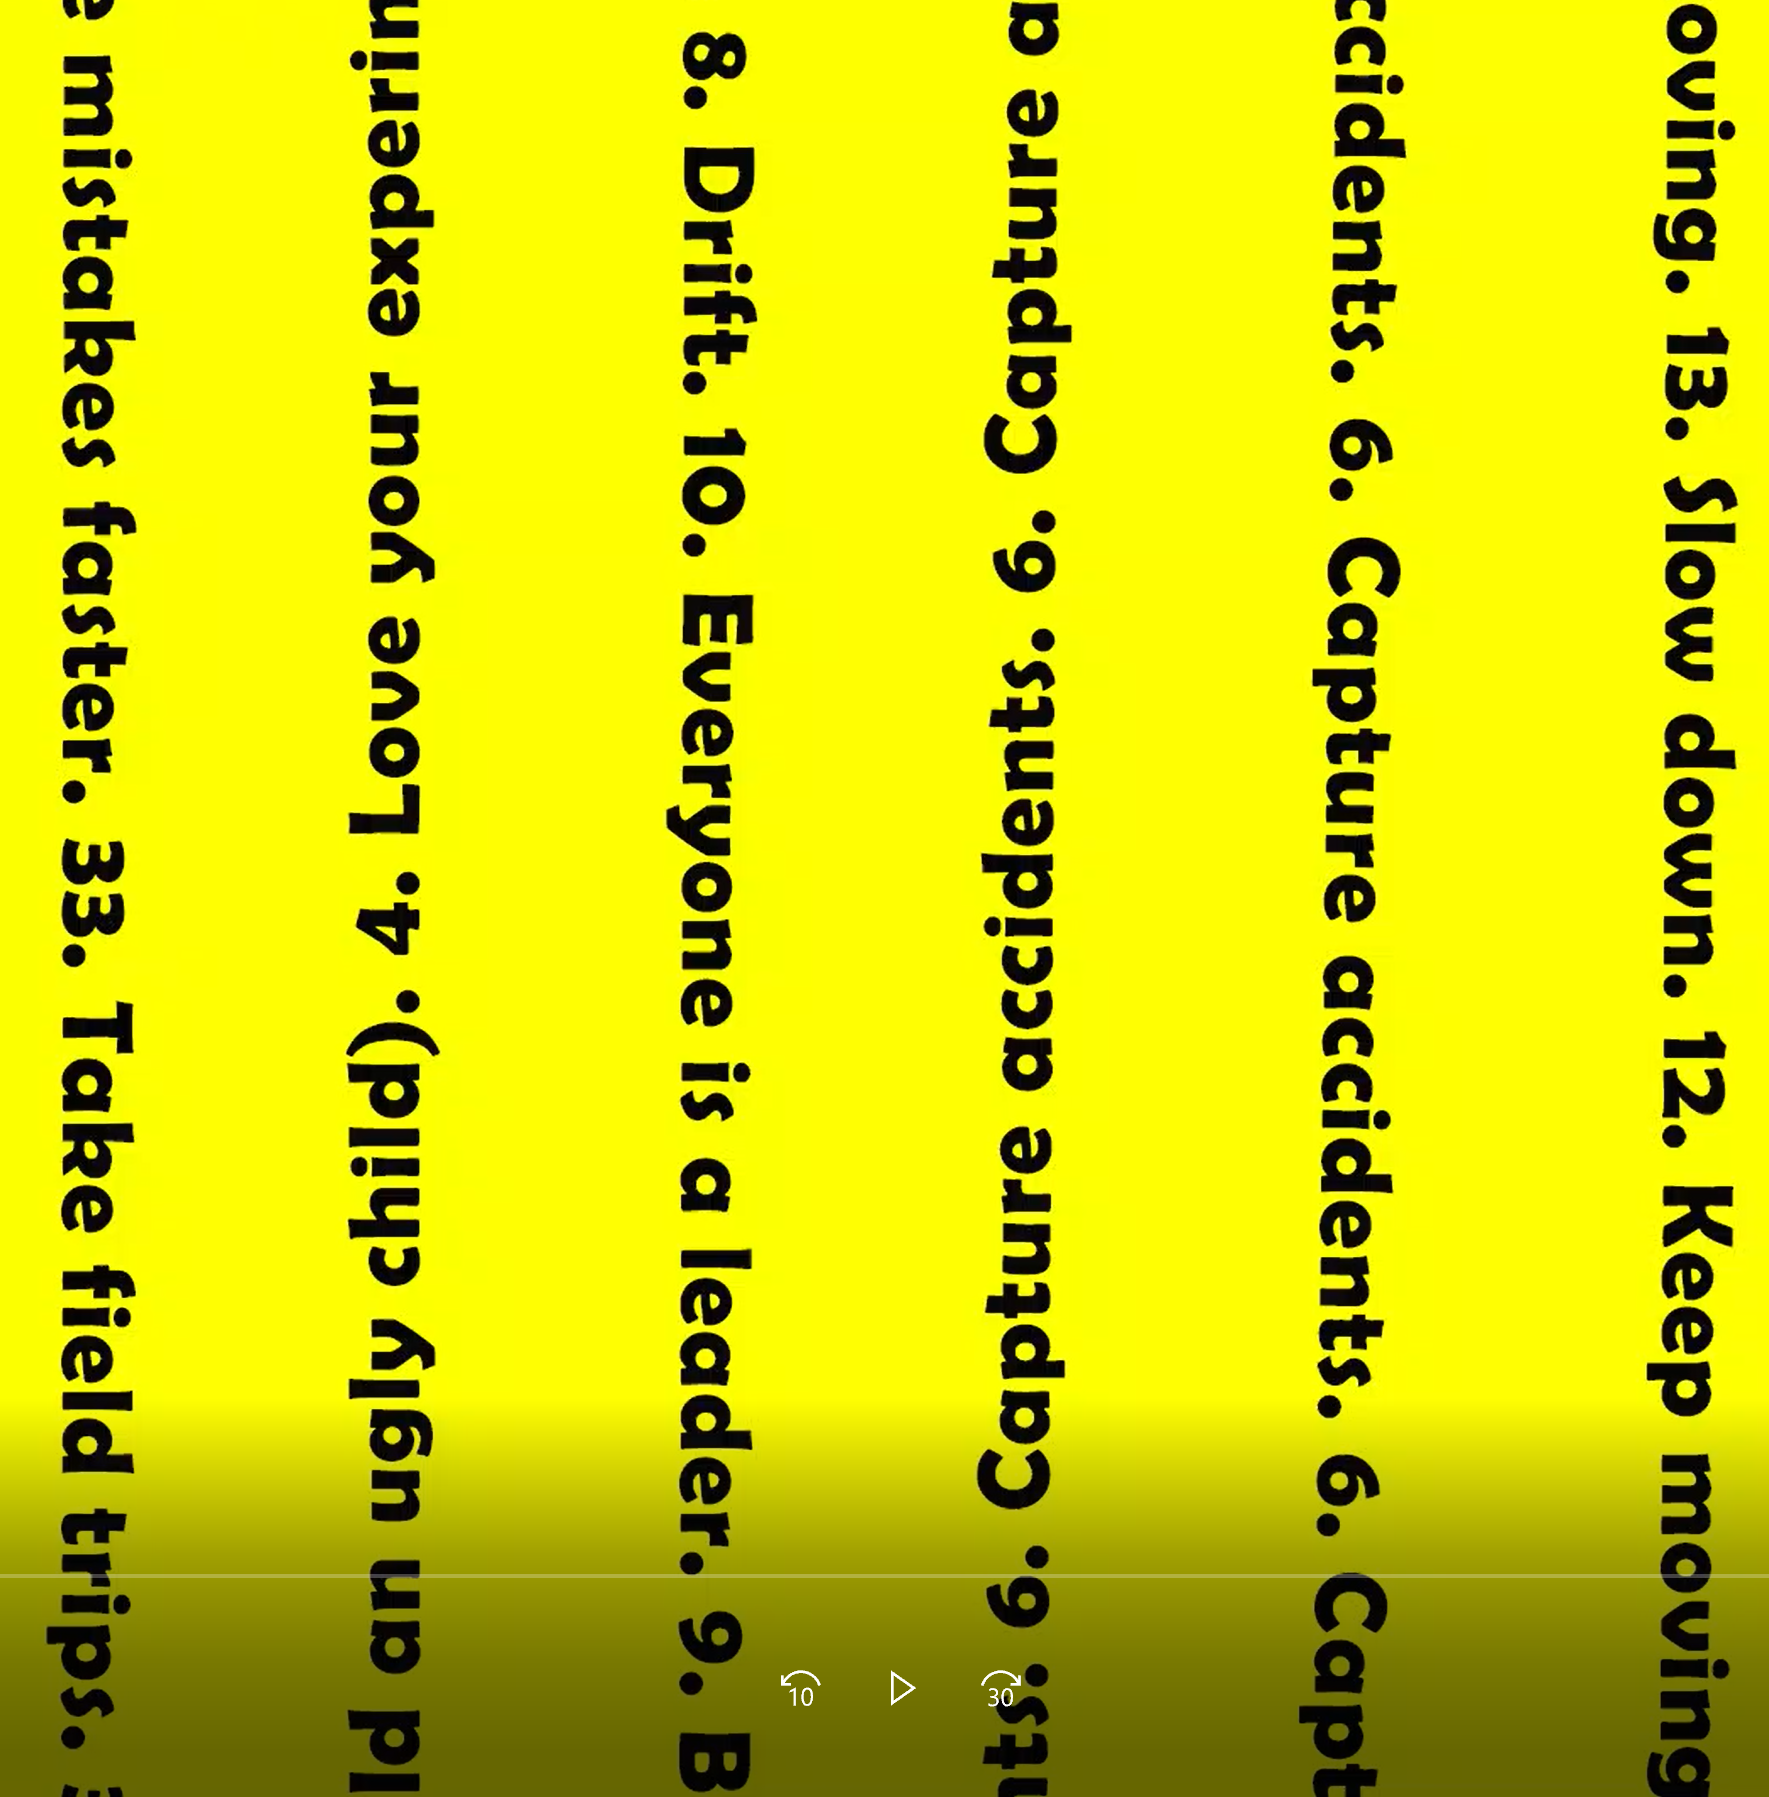 e mistakes faster. 33. Take field trips.
ld an ugly child). 4. Love your experin
8. Drift. 10. Everyone is a leader. 9. B
nts. 6. Capture accidents. 6. Capture a
ccidents. 6. Capture accidents. 6. Capt
oving. 13. Slow down. 12. Keep moving
10
30